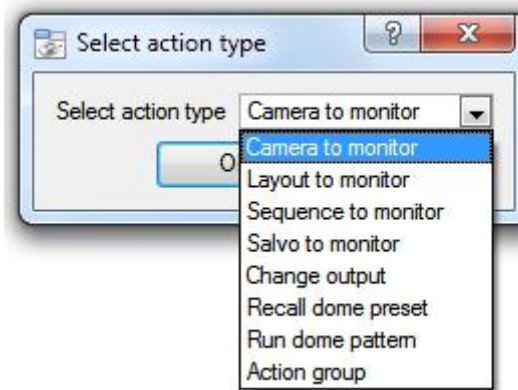 Select action type
Select action type Camera to monitor
Camera to monitor
Layout to monitor
Sequence to monitor
Salvo to monitor
Change output
Recall dome preset
Run dome pattern
Action group